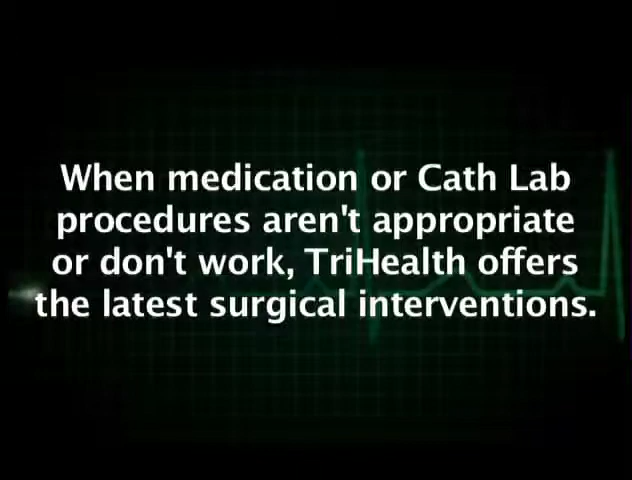 When medication or Cath Lab
procedures aren't appropriate
or don't work, TriHealth offers
the latest surgical interventions.